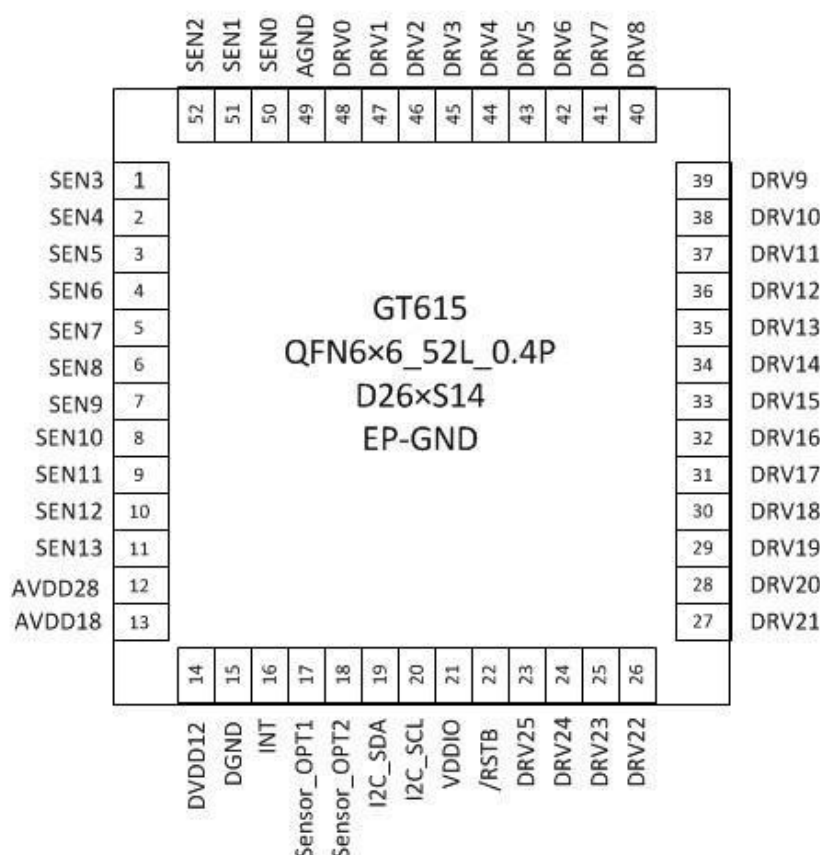 SEN2 SEN1 SEN0 AGND DRV0 DRV1 DRV2 DRV3 DRV4 DRV5 DRV6 DRV7 DRV8
52 51 50 49 48 47 46 45 44 43 42 41 40
SEN3 1 39 DRV9
SEN4 2 38 DRV10
SEN5 3 37 DRV11
SEN6 4 36 DRV12
SEN7 5 35 DRV13
SEN8 6 34 DRV14
SEN9 7 33 DRV15
SEN10 8 32 DRV16
SEN11 9 31 DRV17
SEN12 10 30 DRV18
SEN13 11 29 DRV19
AVDD28 12 28 DRV20
AVDD18 13 27 DRV21
GT615
QFN6×6_52L_0.4P
D26×S14
EP-GND
14 15 16 17 18 19 20 21 22 23 24 25 26
DVDD12 DGND INT Sensor_OPT1 Sensor_OPT2 I2C_SDA I2C_SCL VDDIO /RSTB DRV25 DRV24 DRV23 DRV22